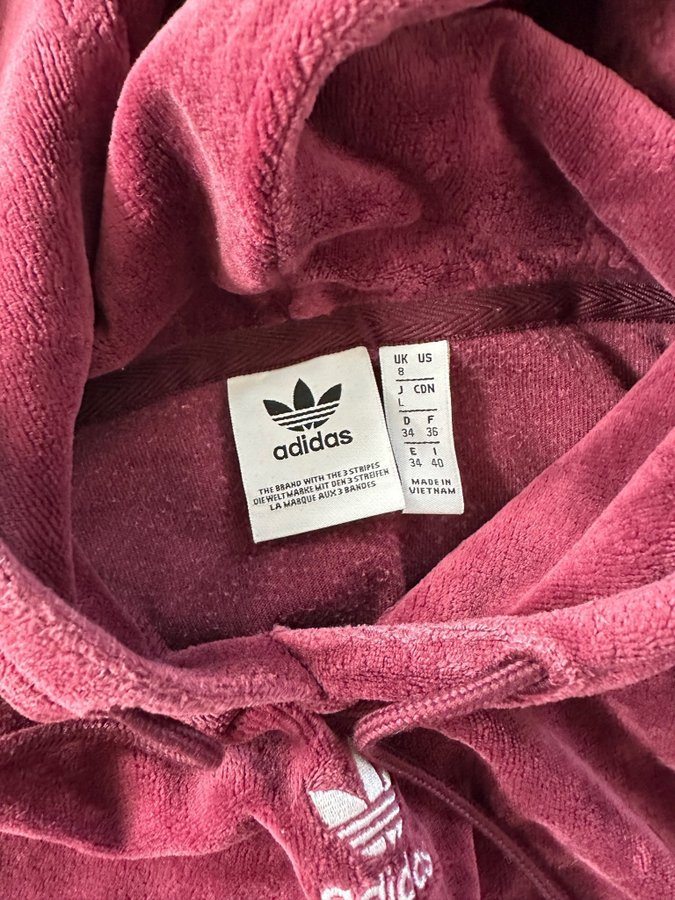 adidas
THE BRAND WITH THE 3 STRIPES
DIE WELTMARKE MIT DEN 3 STREIFEN
LA MARQUE AUX 3 BANDES
UK US
8
J CDN
L
D F
34 36
E I
34 40
MADE IN
VIETNAM
adidas